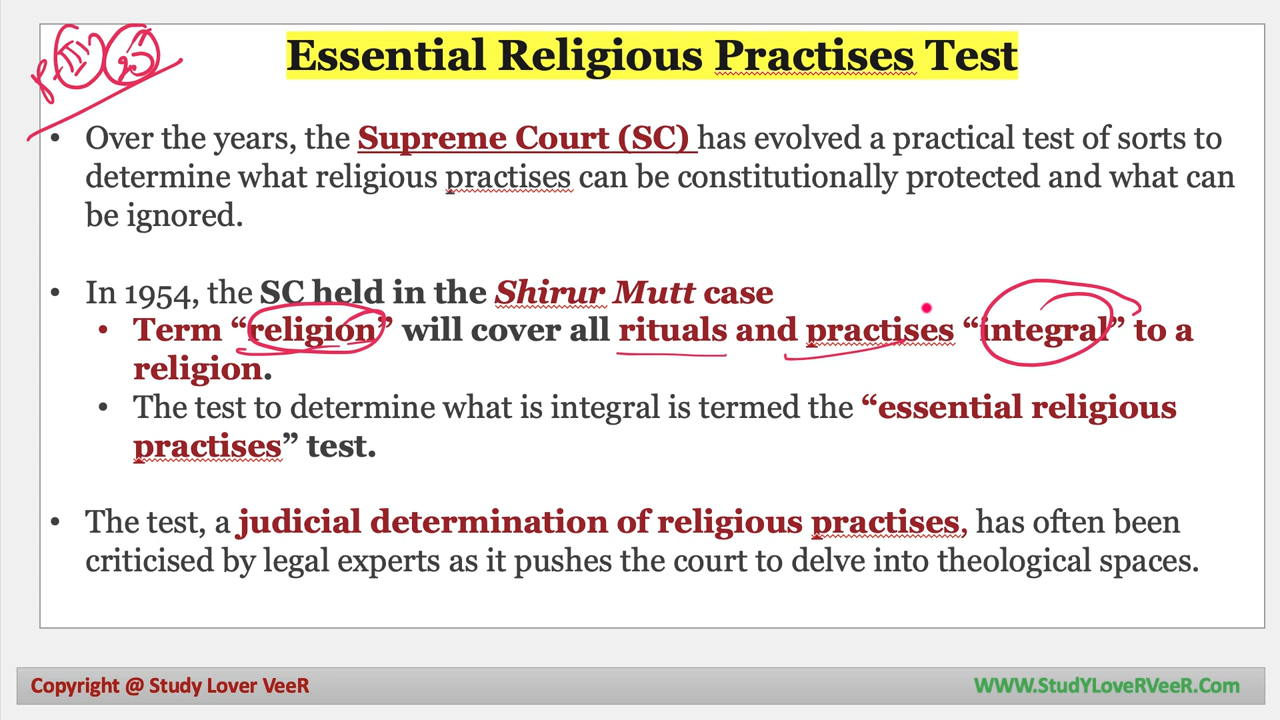 Essential Religious Practises Test
• Over the years, the Supreme Court (SC) has evolved a practical test of sorts to
determine what religious practises can be constitutionally protected and what can
be ignored.
• In 1954, the SC held in the Shirur Mutt case
• Term “religion” will cover all rituals and practises “integral” to a
religion.
• The test to determine what is integral is termed the “essential religious
practises” test.
• The test, a judicial determination of religious practises, has often been
criticised by legal experts as it pushes the court to delve into theological spaces.
Copyright @ Study Lover VeeR
WWW.StudYLoveRVeeR.Com